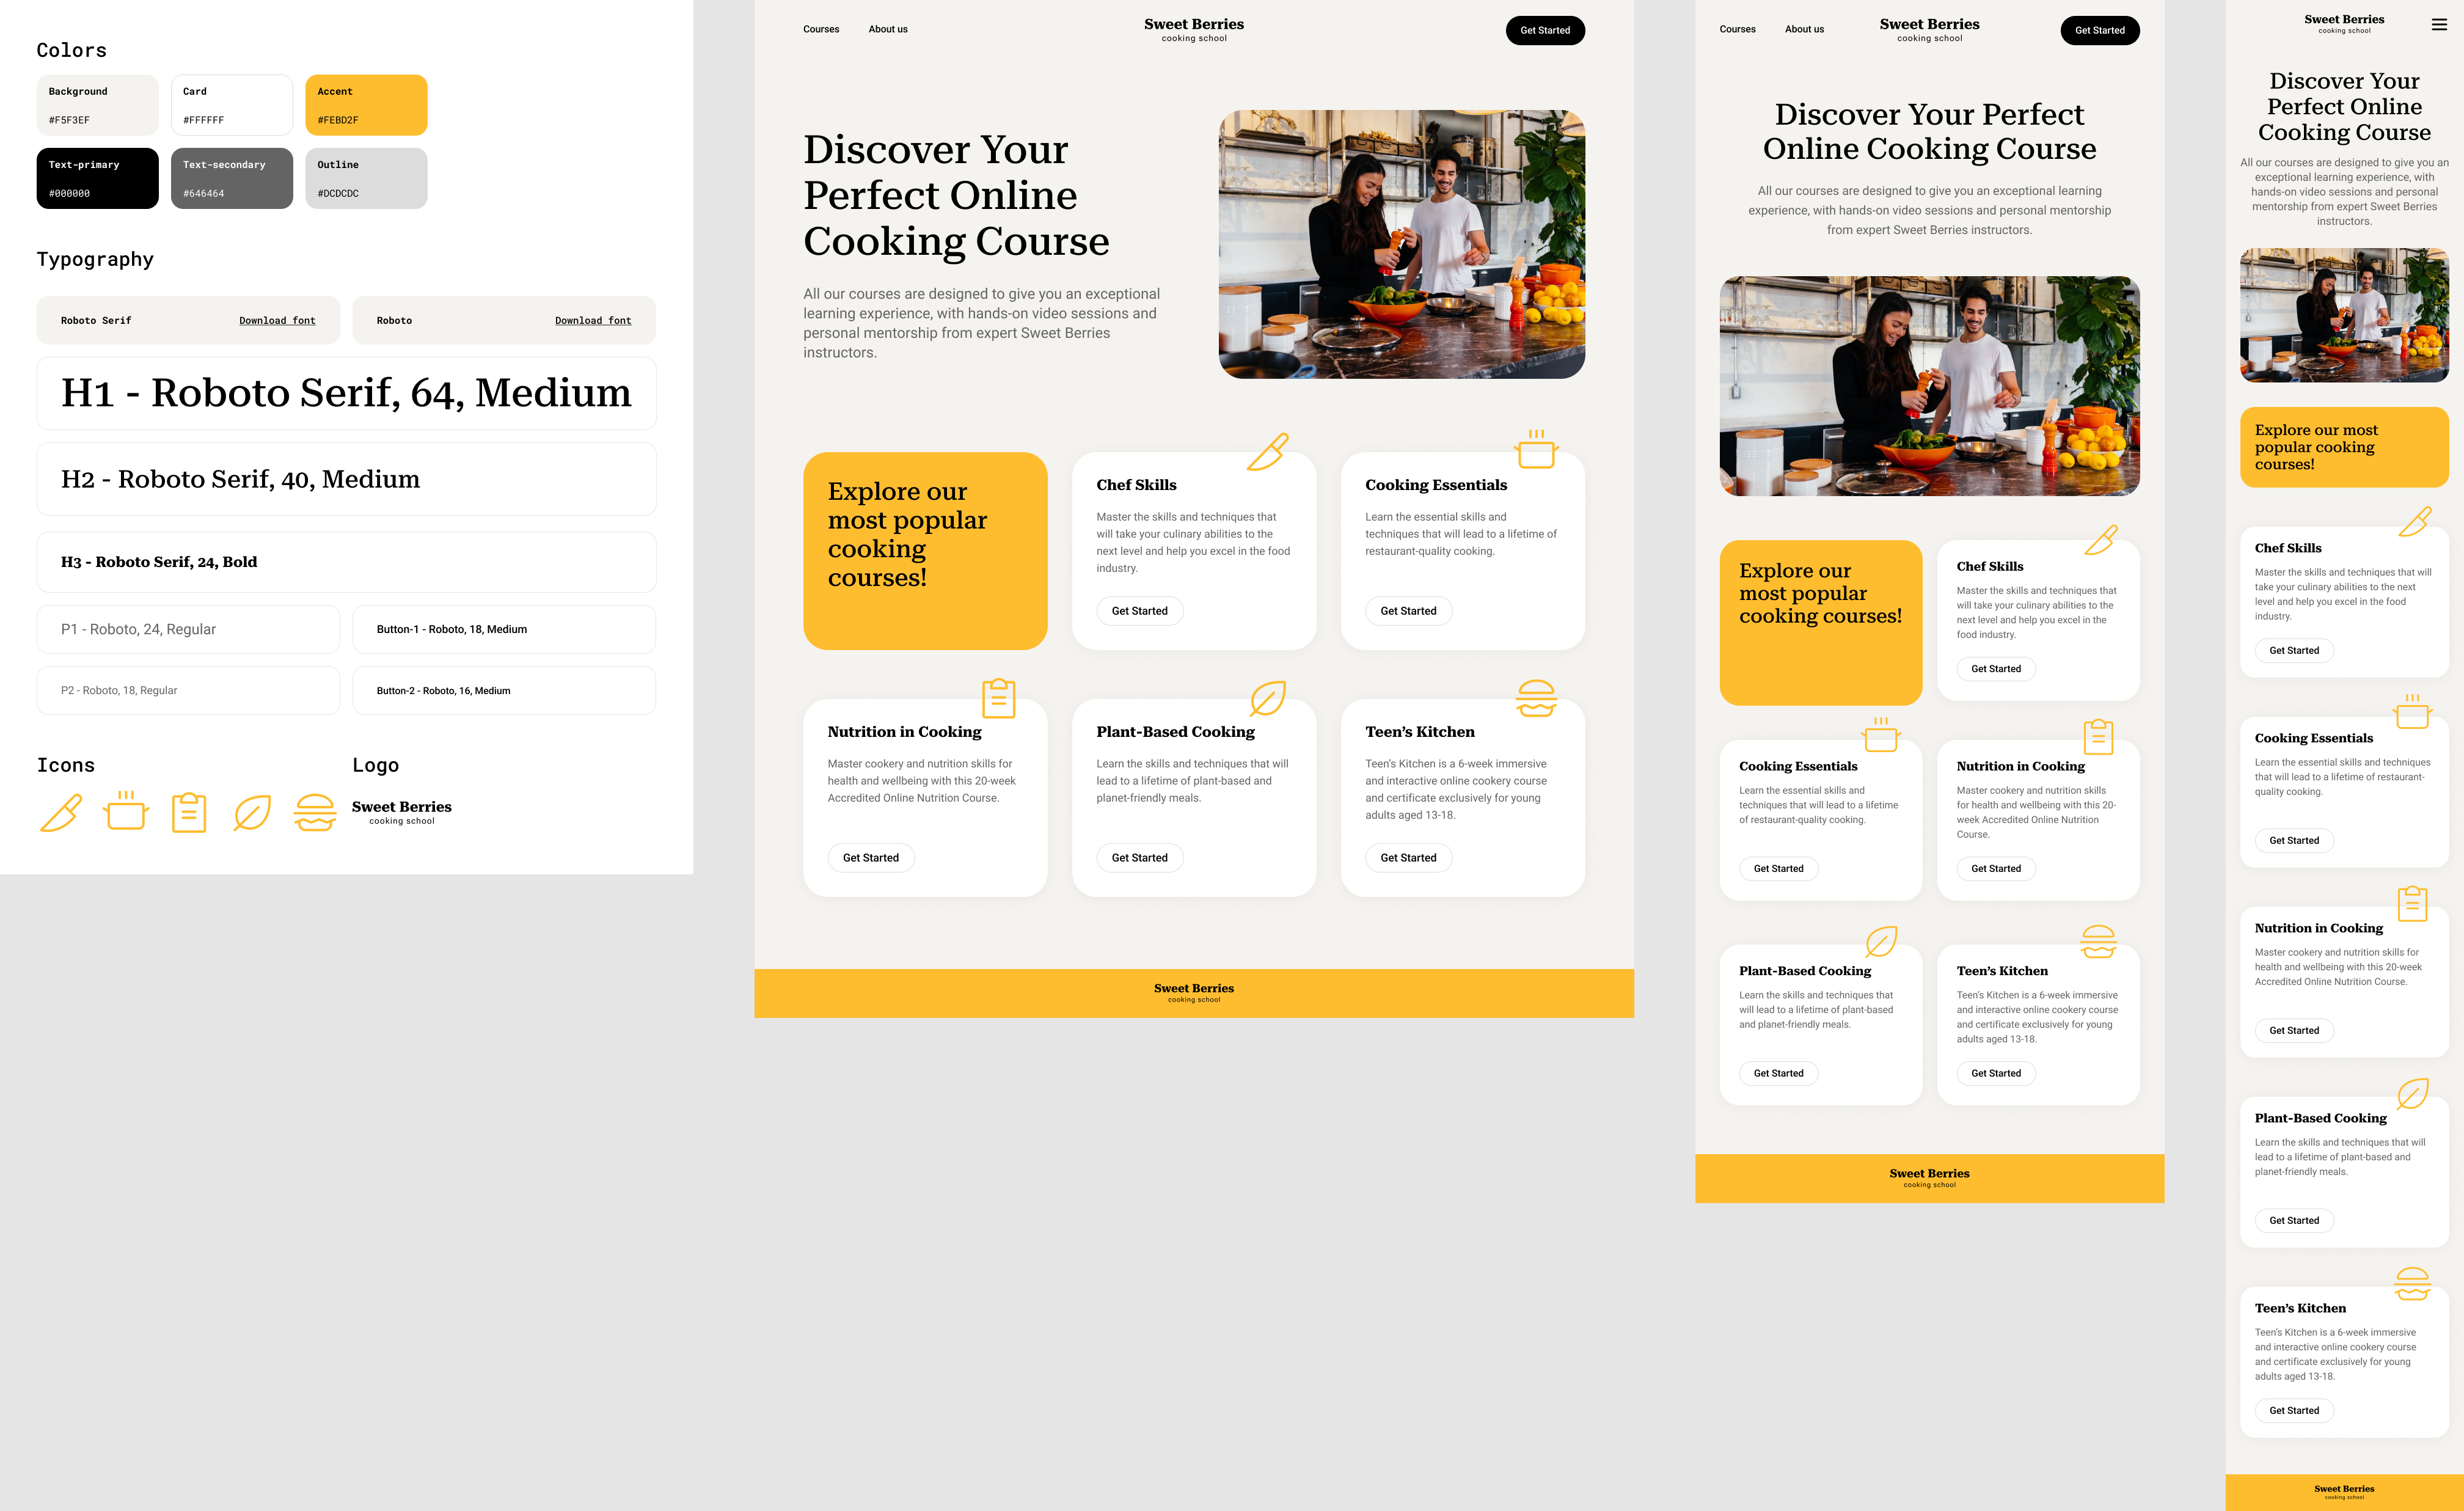 Colors
Background
#F5F3EF
Card
#FFFFFF
Accent
#FEBD2F
Text-primary
#000000
Text-secondary
#646464
Outline
#DCDCDC
Typography
Roboto Serif
Download font
Roboto
Download font
H1 - Roboto Serif, 64, Medium
H2 - Roboto Serif, 40, Medium
H3 - Roboto Serif, 24, Bold
P1 - Roboto, 24, Regular
Button-1 - Roboto, 18, Medium
P2 - Roboto, 18, Regular
Button-2 - Roboto, 16, Medium
Icons
Logo
Sweet Berries
cooking school
Courses
About us
Sweet Berries
cooking school
Get Started
Discover Your
Perfect Online
Cooking Course
All our courses are designed to give you an exceptional
learning experience, with hands-on video sessions and
personal mentorship from expert Sweet Berries
instructors.
Explore our
most popular
cooking
courses!
Chef Skills
Master the skills and techniques that
will take your culinary abilities to the
next level and help you excel in the food
industry.
Get Started
Cooking Essentials
Learn the essential skills and
techniques that will lead to a lifetime of
restaurant-quality cooking.
Get Started
Nutrition in Cooking
Master cookery and nutrition skills for
health and wellbeing with this 20-week
Accredited Online Nutrition Course.
Get Started
Plant-Based Cooking
Learn the skills and techniques that will
lead to a lifetime of plant-based and
planet-friendly meals.
Get Started
Teen's Kitchen
Teen's Kitchen is a 6-week immersive
and interactive online cookery course
and certificate exclusively for young
adults aged 13-18.
Get Started
Sweet Berries
cooking school
Courses
About us
Sweet Berries
cooking school
Get Started
Discover Your Perfect
Online Cooking Course
All our courses are designed to give you an exceptional learning
experience, with hands-on video sessions and personal mentorship
from expert Sweet Berries instructors.
Explore our
most popular
cooking courses!
Chef Skills
Master the skills and techniques that
will take your culinary abilities to the
next level and help you excel in the
food industry.
Get Started
Cooking Essentials
Learn the essential skills and
techniques that will lead to a lifetime
of restaurant-quality cooking.
Get Started
Nutrition in Cooking
Master cookery and nutrition skills
for health and wellbeing with this 20-
week Accredited Online Nutrition
Course.
Get Started
Plant-Based Cooking
Learn the skills and techniques that
will lead to a lifetime of plant-based
and planet-friendly meals.
Get Started
Teen's Kitchen
Teen's Kitchen is a 6-week immersive
and interactive online cookery course
and certificate exclusively for young
adults aged 13-18.
Get Started
Sweet Berries
cooking school
Sweet Berries
cooking school
Discover Your
Perfect Online
Cooking Course
All our courses are designed to give you an
exceptional learning experience, with
hands-on video sessions and personal
mentorship from expert Sweet Berries
instructors.
Explore our most
popular cooking
courses!
Chef Skills
Master the skills and techniques that will
take your culinary abilities to the next
level and help you excel in the food
industry.
Get Started
Cooking Essentials
Learn the essential skills and techniques
that will lead to a lifetime of restaurant-
quality cooking.
Get Started
Nutrition in Cooking
Master cookery and nutrition skills for
health and wellbeing with this 20-week
Accredited Online Nutrition Course.
Get Started
Plant-Based Cooking
Learn the skills and techniques that will
lead to a lifetime of plant-based and
planet-friendly meals.
Get Started
Teen's Kitchen
Teen's Kitchen is a 6-week immersive
and interactive online cookery course
and certificate exclusively for young
adults aged 13-18.
Get Started
Sweet Berries
cooking school